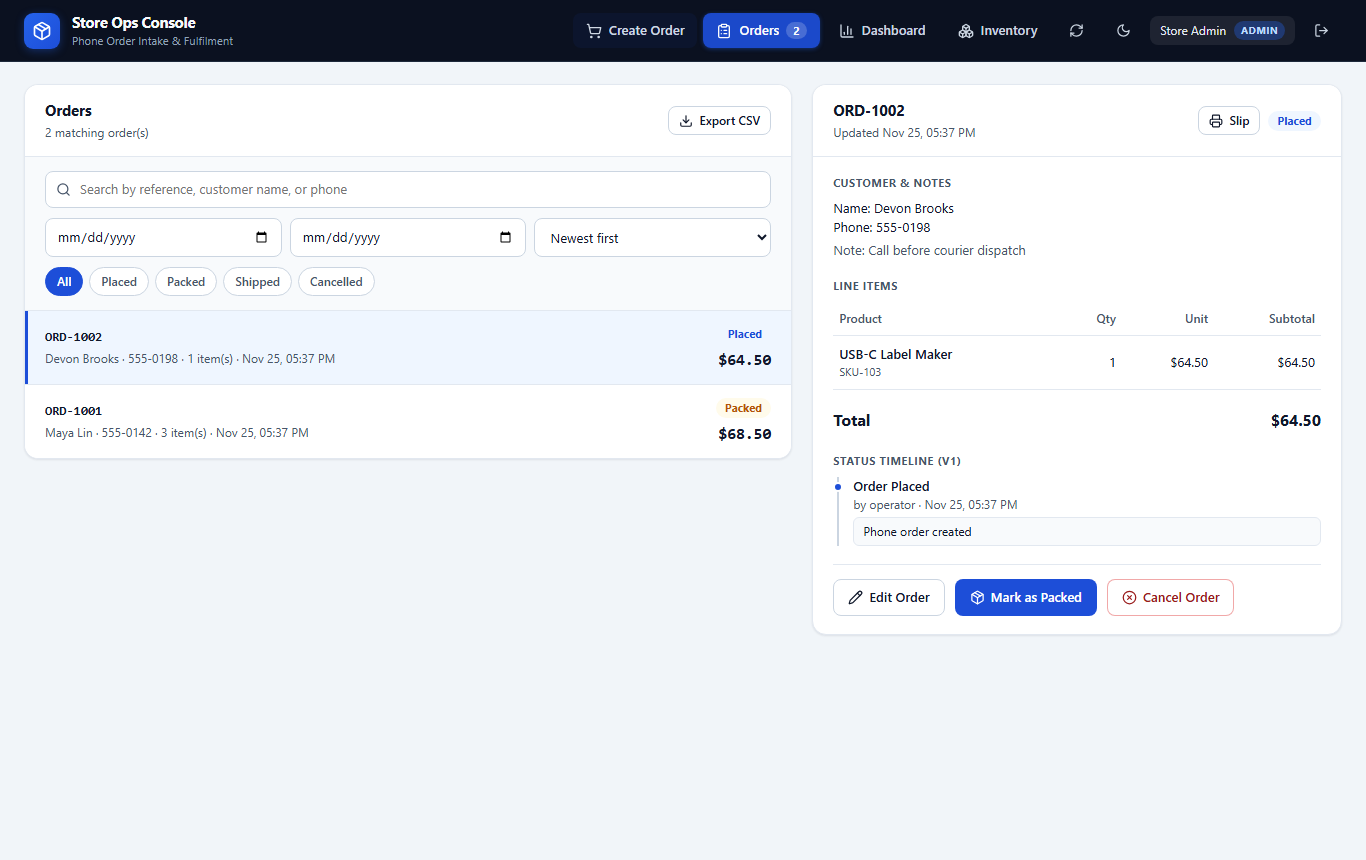 Store Ops Console
Phone Order Intake & Fulfilment
Create Order
Orders 2
Dashboard
Inventory
Store Admin ADMIN
Orders
2 matching order(s)
Export CSV
Search by reference, customer name, or phone
mm/dd/yyyy
mm/dd/yyyy
Newest first
All
Placed
Packed
Shipped
Cancelled
ORD-1002
Placed
Devon Brooks · 555-0198 · 1 item(s) · Nov 25, 05:37 PM
$64.50
ORD-1001
Packed
Maya Lin · 555-0142 · 3 item(s) · Nov 25, 05:37 PM
$68.50
ORD-1002
Updated Nov 25, 05:37 PM
Slip
Placed
CUSTOMER & NOTES
Name: Devon Brooks
Phone: 555-0198
Note: Call before courier dispatch
LINE ITEMS
Product Qty Unit Subtotal
USB-C Label Maker 1 $64.50 $64.50
SKU-103
Total $64.50
STATUS TIMELINE (V1)
Order Placed
by operator · Nov 25, 05:37 PM
Phone order created
Edit Order
Mark as Packed
Cancel Order